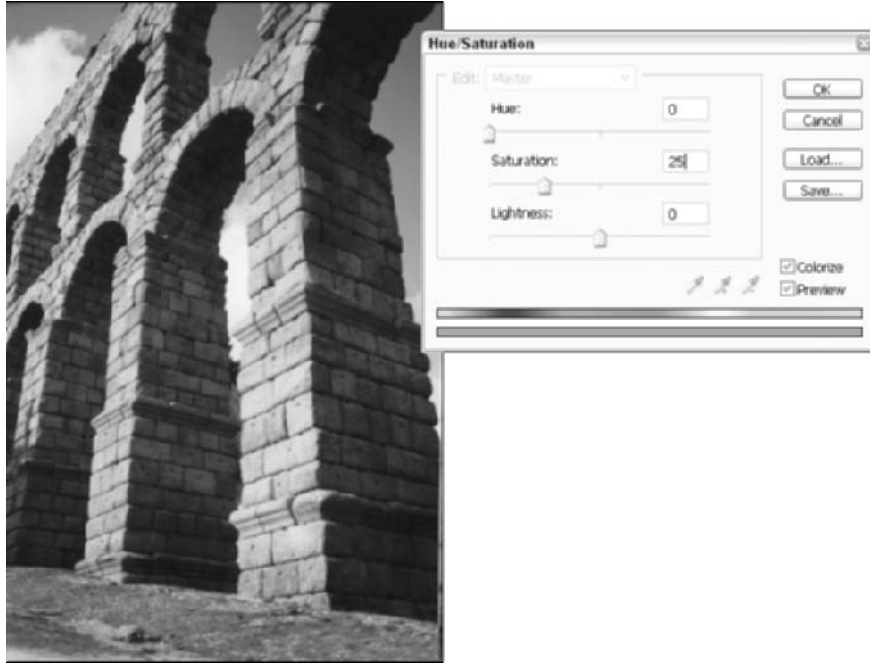 Hue/Saturation
Edit: Master
Hue: 0
Saturation: 25
Lightness: 0
OK
Cancel
Load...
Save...
Colorize
Preview